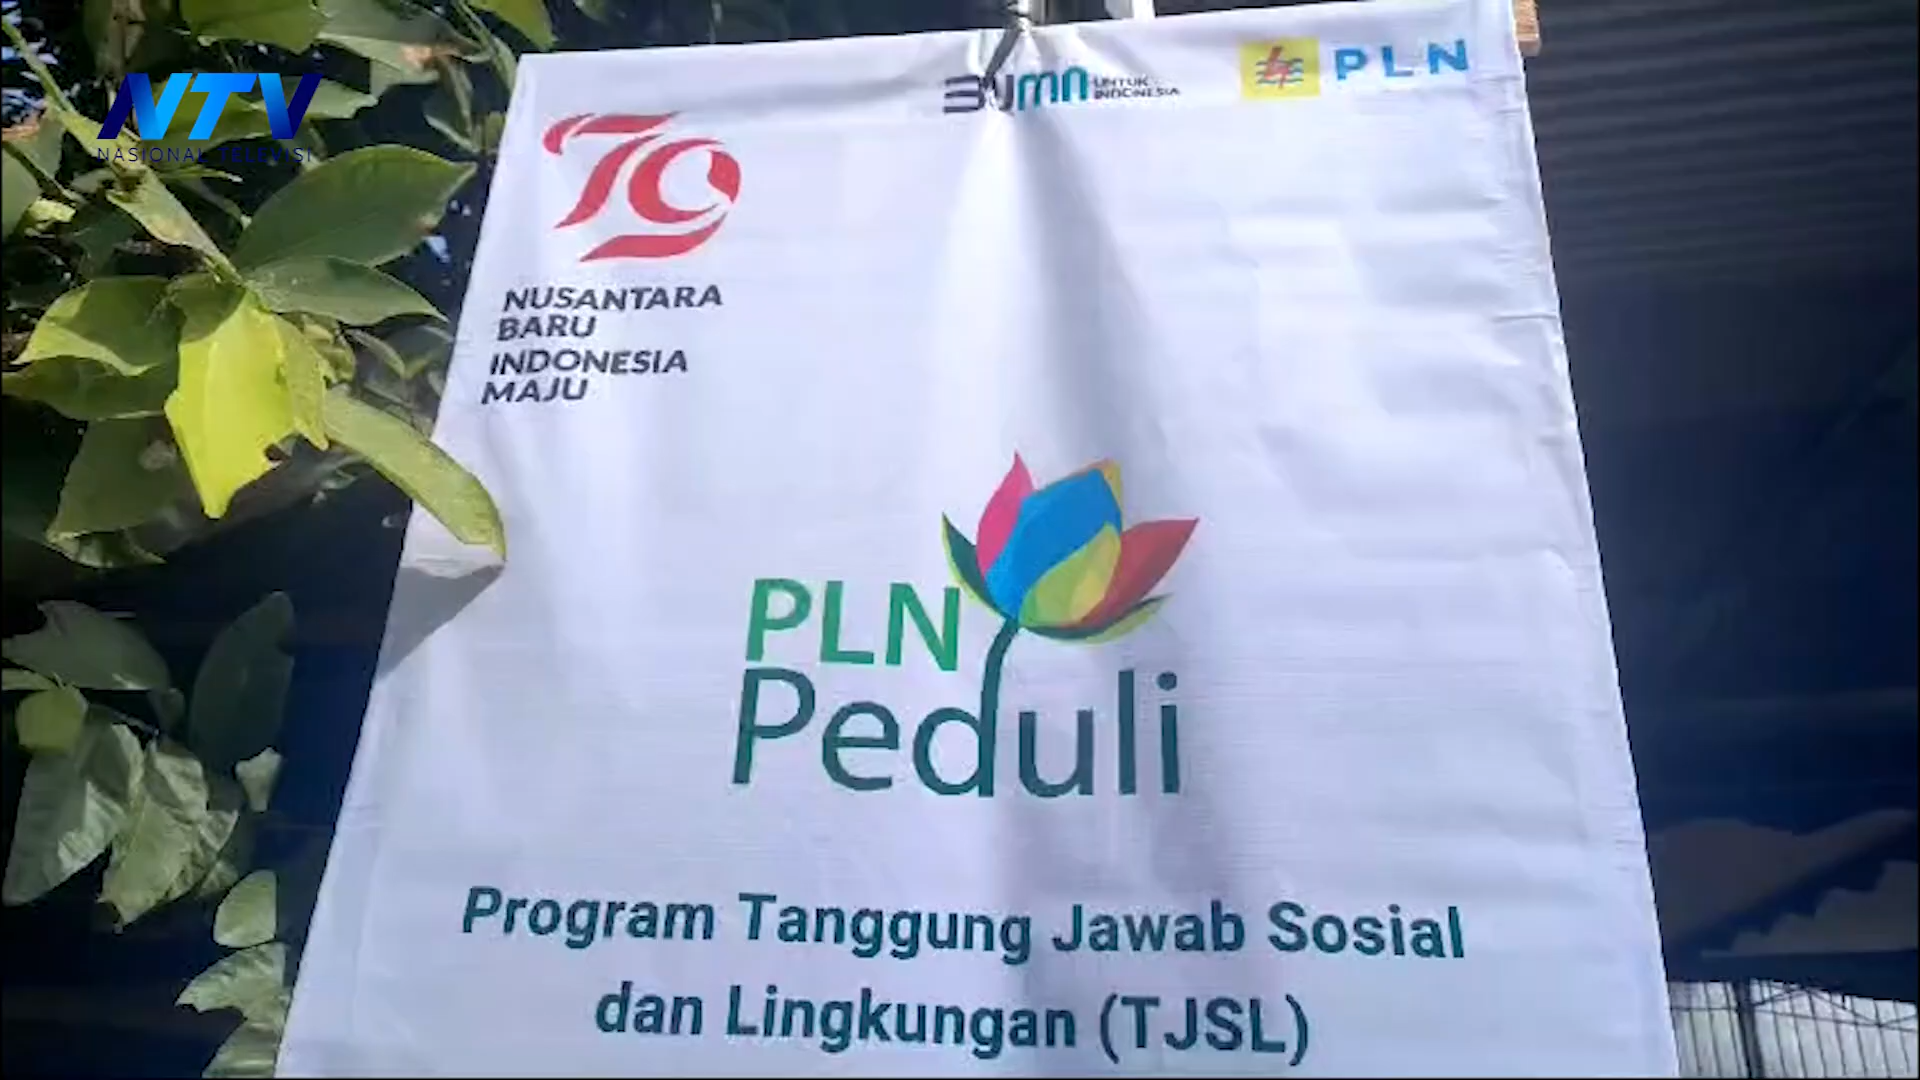 NTV
NASIONAL TELEVISI
BUMN UNTUK INDONESIA
PLN
79
NUSANTARA
BARU
INDONESIA
MAJU
PLN
Peduli
Program Tanggung Jawab Sosial
dan Lingkungan (TJSL)